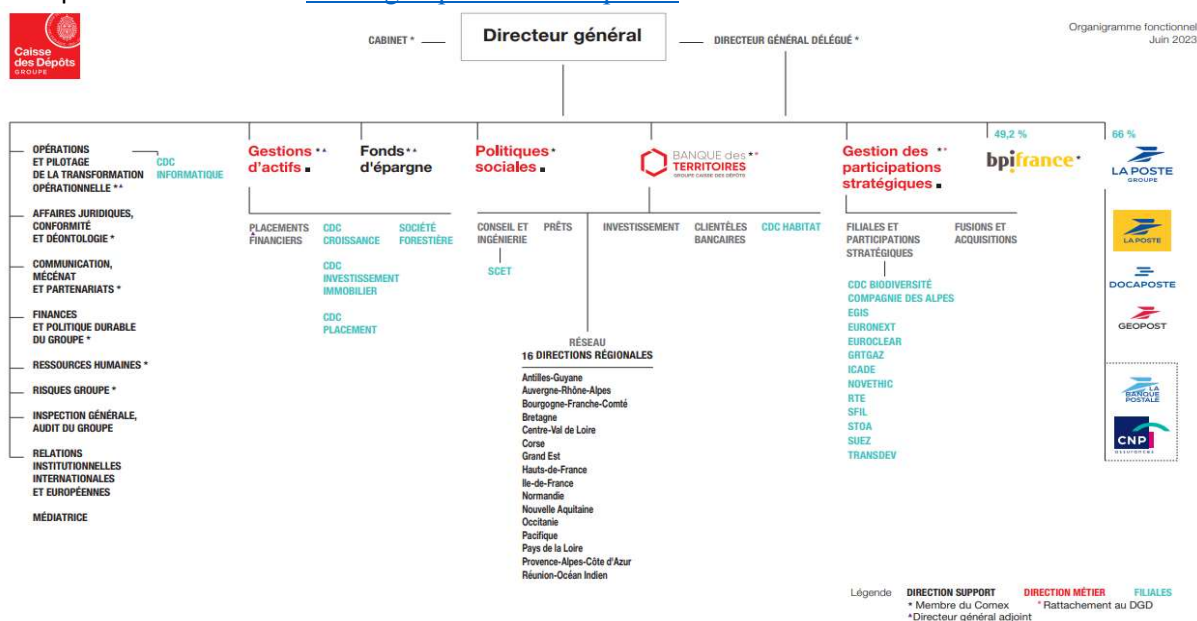 Caisse
des Dépôts
GROUPE
CABINET *
Directeur général
DIRECTEUR GÉNÉRAL DÉLÉGUÉ *
Organigramme fonctionnel
Juin 2023
OPÉRATIONS
ET PILOTAGE
DE LA TRANSFORMATION
OPÉRATIONNELLE *▲
CDC
INFORMATIQUE
AFFAIRES JURIDIQUES,
CONFORMITÉ
ET DÉONTOLOGIE *
COMMUNICATION,
MÉCÉNAT
ET PARTENARIATS *
FINANCES
ET POLITIQUE DURABLE
DU GROUPE *
RESSOURCES HUMAINES *
RISQUES GROUPE *
INSPECTION GÉNÉRALE,
AUDIT DU GROUPE
RELATIONS
INSTITUTIONNELLES
INTERNATIONALES
ET EUROPÉENNES
MÉDIATRICE
Gestions *▲
d'actifs ■
PLACEMENTS
FINANCIERS
CDC
CROISSANCE
CDC
INVESTISSEMENT
IMMOBILIER
CDC
PLACEMENT
SOCIÉTÉ
FORESTIÈRE
Fonds *▲
d'épargne
Politiques *
sociales ■
BANQUE des **
TERRITOIRES
GROUPE CAISSE DES DÉPÔTS
CONSEIL ET
INGÉNIERIE
SCET
PRÊTS
INVESTISSEMENT
CLIENTÈLES
BANCAIRES
CDC HABITAT
RÉSEAU
16 DIRECTIONS RÉGIONALES
Antilles-Guyane
Auvergne-Rhône-Alpes
Bourgogne-Franche-Comté
Bretagne
Centre-Val de Loire
Corse
Grand Est
Hauts-de-France
Ile-de-France
Normandie
Nouvelle Aquitaine
Occitanie
Pacifique
Pays de la Loire
Provence-Alpes-Côte d'Azur
Réunion-Océan Indien
Gestion des **
participations
stratégiques ■
FILIALES ET
PARTICIPATIONS
STRATÉGIQUES
CDC BIODIVERSITÉ
COMPAGNIE DES ALPES
EGIS
EURONEXT
EUROCLEAR
GRTGAZ
ICADE
NOVETHIC
RTE
SFIL
STOA
SUEZ
TRANSDEV
FUSIONS ET
ACQUISITIONS
49,2 %
bpifrance *
66 %
LA POSTE
GROUPE
LA POSTE
DOCAPOSTE
GEOPOST
LA
BANQUE
POSTALE
CNP
Légende
DIRECTION SUPPORT
DIRECTION MÉTIER
FILIALES
* Membre du Comex
* Rattachement au DGD
▲Directeur général adjoint